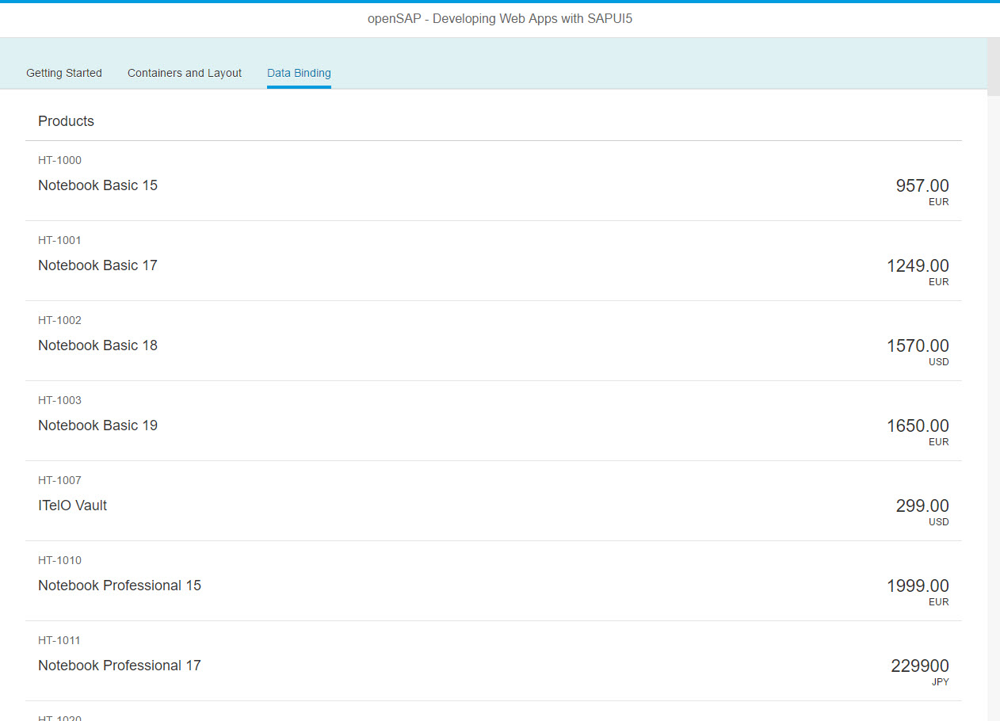 openSAP - Developing Web Apps with SAPUI5
Getting Started Containers and Layout Data Binding
Products
HT-1000
Notebook Basic 15 957.00
EUR
HT-1001
Notebook Basic 17 1249.00
EUR
HT-1002
Notebook Basic 18 1570.00
USD
HT-1003
Notebook Basic 19 1650.00
EUR
HT-1007
ITelO Vault 299.00
USD
HT-1010
Notebook Professional 15 1999.00
EUR
HT-1011
Notebook Professional 17 229900
JPY
HT-1020